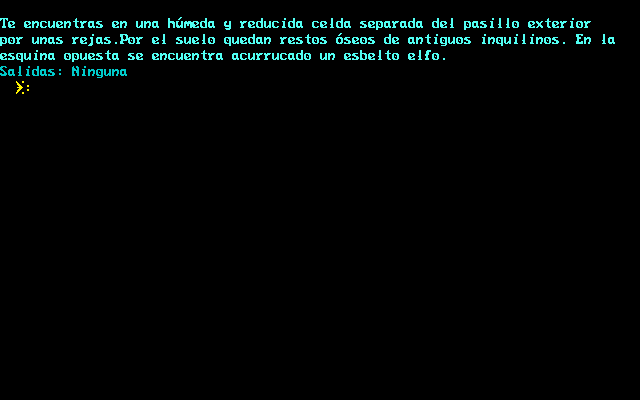 Te encuentras en una húmeda y reducida celda separada del pasillo exterior
por unas rejas.Por el suelo quedan restos óseos de antiguos inquilinos. En la
esquina opuesta se encuentra acurrucado un esbelto elfo.
Salidas: Ninguna
>: